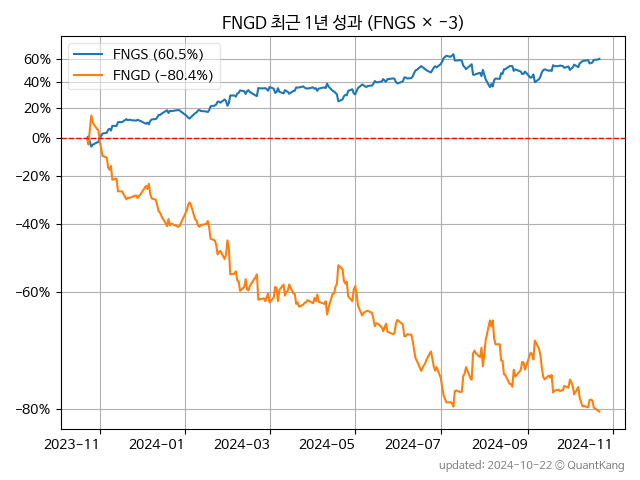 FNGD 최근 1년 성과 (FNGS × −3)
FNGS (60.5%)
FNGD (−80.4%)
60%
40%
20%
0%
−20%
−40%
−60%
−80%
2023-11 2024-01 2024-03 2024-05 2024-07 2024-09 2024-11
updated: 2024-10-22 © QuantKang